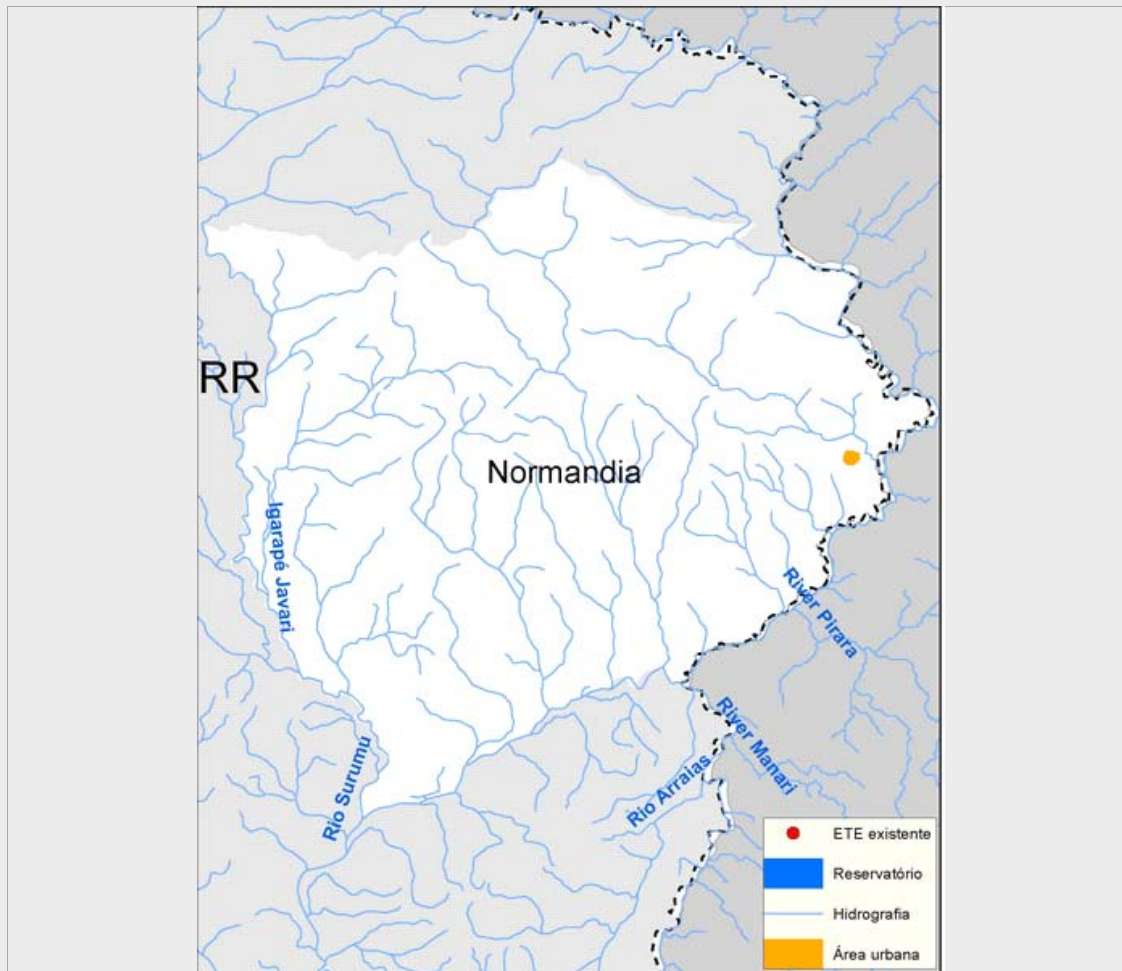 RR
Normandia
Igarapé Javari
River Pirara
River Manari
Rio Surumu
Rio Arraias
ETE existente
Reservatório
Hidrografia
Área urbana